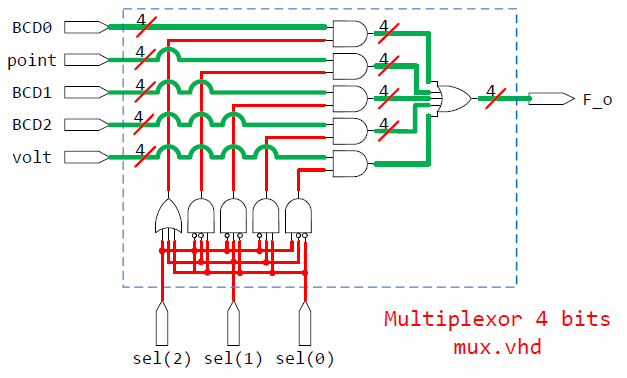 BCD0
4
4
point
4
4
BCD1
4
4
4
F_o
BCD2
4
4
volt
4
sel(2)
sel(1)
sel(0)
Multiplexor 4 bits
mux.vhd